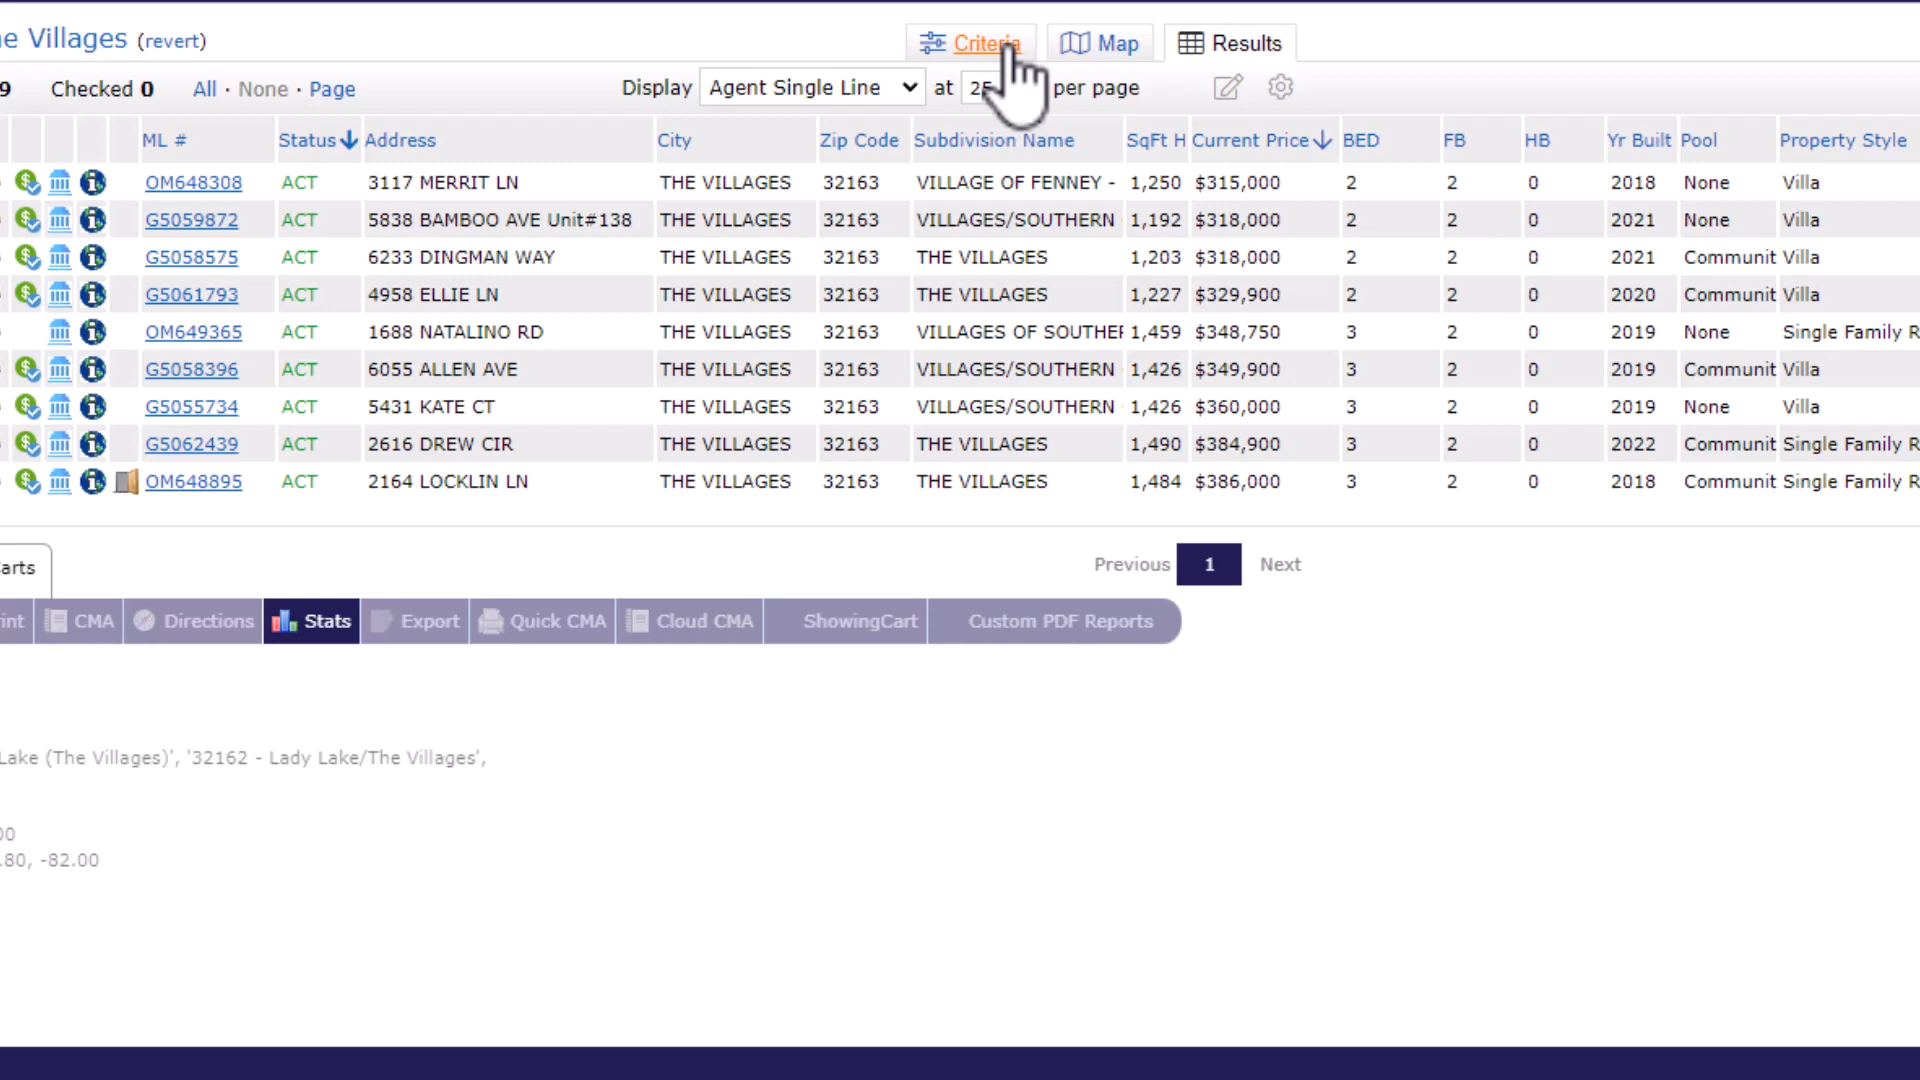 e Villages (revert)
Criteria Map Results
9 Checked 0 All · None · Page Display Agent Single Line at 25 per page
ML # Status Address City Zip Code Subdivision Name SqFt H Current Price BED FB HB Yr Built Pool Property Style
OM648308 ACT 3117 MERRIT LN THE VILLAGES 32163 VILLAGE OF FENNEY - 1,250 $315,000 2 2 0 2018 None Villa
G5059872 ACT 5838 BAMBOO AVE Unit#138 THE VILLAGES 32163 VILLAGES/SOUTHERN 1,192 $318,000 2 2 0 2021 None Villa
G5058575 ACT 6233 DINGMAN WAY THE VILLAGES 32163 THE VILLAGES 1,203 $318,000 2 2 0 2021 Communit Villa
G5061793 ACT 4958 ELLIE LN THE VILLAGES 32163 THE VILLAGES 1,227 $329,900 2 2 0 2020 Communit Villa
OM649365 ACT 1688 NATALINO RD THE VILLAGES 32163 VILLAGES OF SOUTHER 1,459 $348,750 3 2 0 2019 None Single Family R
G5058396 ACT 6055 ALLEN AVE THE VILLAGES 32163 VILLAGES/SOUTHERN 1,426 $349,900 3 2 0 2019 Communit Villa
G5055734 ACT 5431 KATE CT THE VILLAGES 32163 VILLAGES/SOUTHERN 1,426 $360,000 3 2 0 2019 None Villa
G5062439 ACT 2616 DREW CIR THE VILLAGES 32163 THE VILLAGES 1,490 $384,900 3 2 0 2022 Communit Single Family R
OM648895 ACT 2164 LOCKLIN LN THE VILLAGES 32163 THE VILLAGES 1,484 $386,000 3 2 0 2018 Communit Single Family R
arts Previous 1 Next
int CMA Directions Stats Export Quick CMA Cloud CMA ShowingCart Custom PDF Reports
Lake (The Villages)', '32162 - Lady Lake/The Villages',
00
.80, -82.00